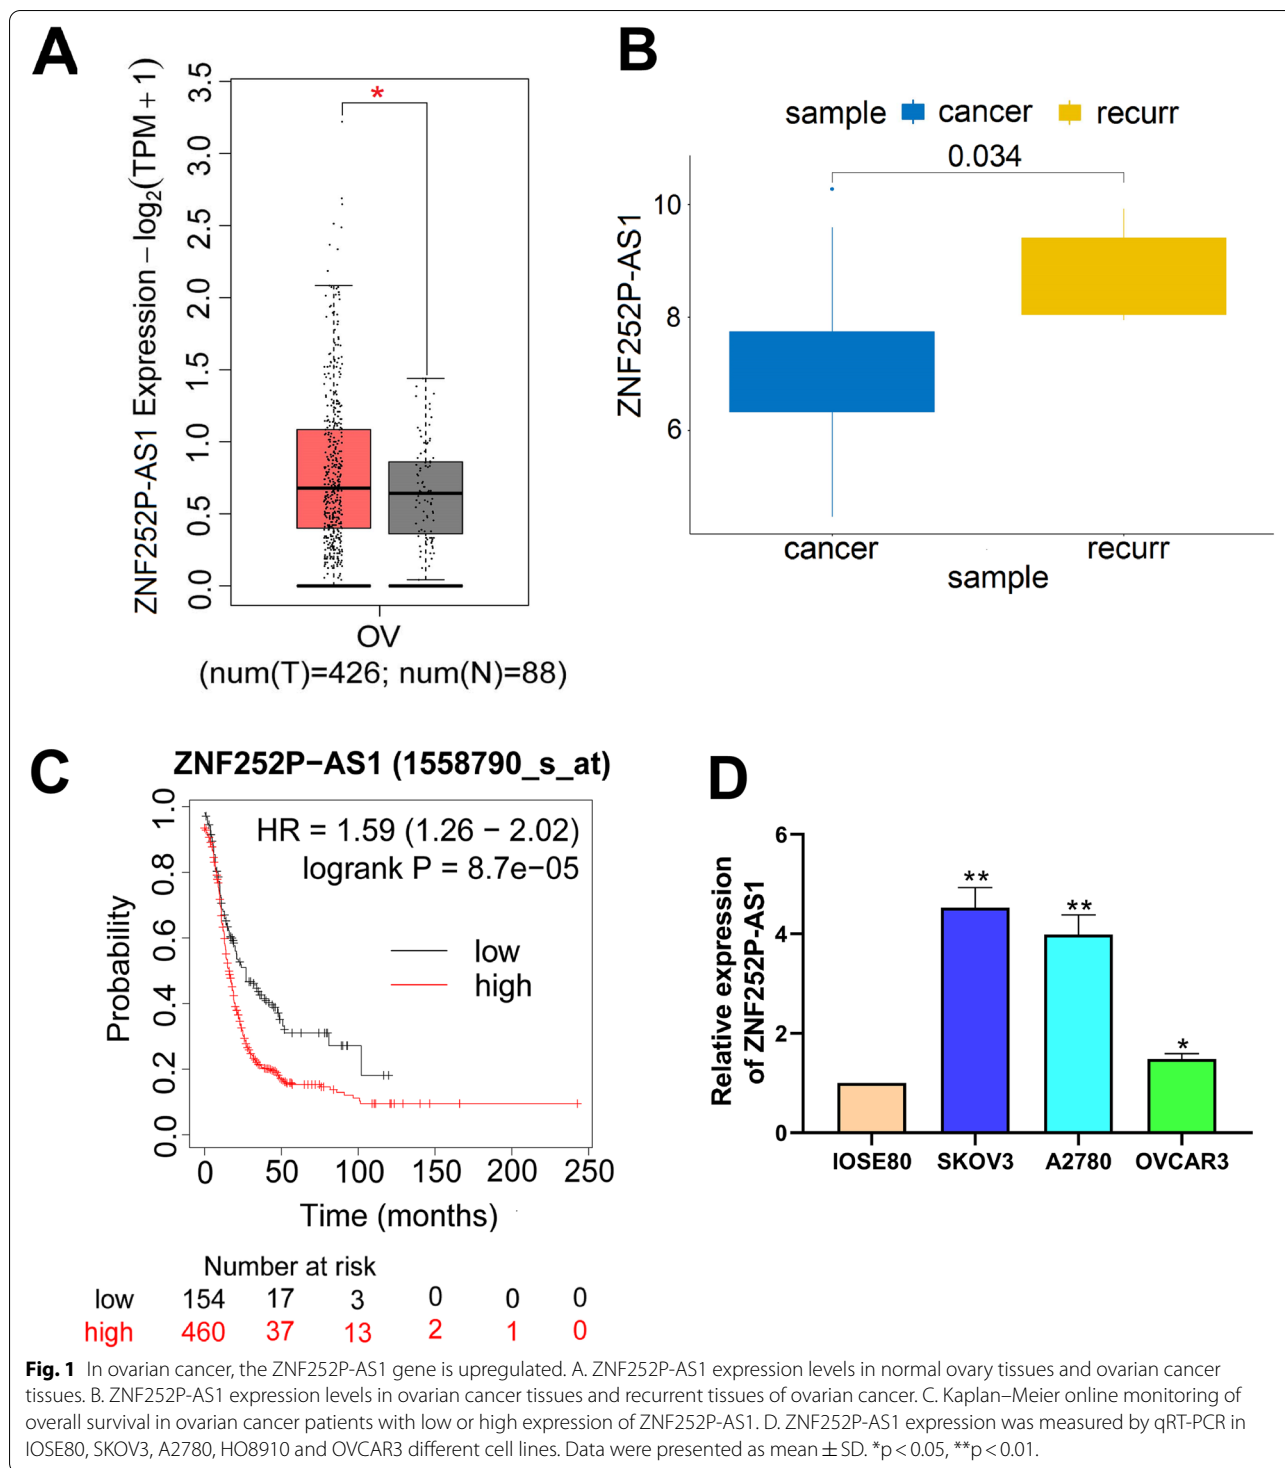 A
ZNF252P-AS1 Expression – log2(TPM + 1)
3.5
3.0
2.5
2.0
1.5
1.0
0.5
0.0
*
OV
(num(T)=426; num(N)=88)
B
sample cancer recurr
0.034
ZNF252P-AS1
10
8
6
cancer recurr
sample
C
ZNF252P−AS1 (1558790_s_at)
HR = 1.59 (1.26 − 2.02)
logrank P = 8.7e−05
low
high
Probability
1.0
0.8
0.6
0.4
0.2
0.0
0 50 100 150 200 250
Time (months)
Number at risk
low 154 17 3 0 0 0
high 460 37 13 2 1 0
D
Relative expression
of ZNF252P-AS1
6
4
2
0
** ** *
IOSE80 SKOV3 A2780 OVCAR3
Fig. 1 In ovarian cancer, the ZNF252P-AS1 gene is upregulated. A. ZNF252P-AS1 expression levels in normal ovary tissues and ovarian cancer
tissues. B. ZNF252P-AS1 expression levels in ovarian cancer tissues and recurrent tissues of ovarian cancer. C. Kaplan–Meier online monitoring of
overall survival in ovarian cancer patients with low or high expression of ZNF252P-AS1. D. ZNF252P-AS1 expression was measured by qRT-PCR in
IOSE80, SKOV3, A2780, HO8910 and OVCAR3 different cell lines. Data were presented as mean ± SD. *p < 0.05, **p < 0.01.